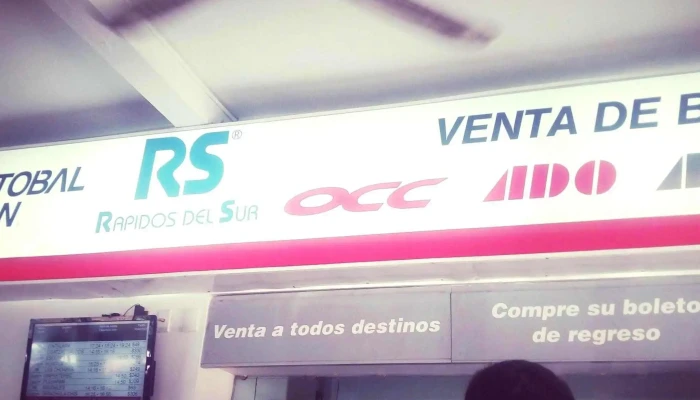 TOBAL
N
RS®
RAPIDOS DEL SUR
OCC
VENTA DE B
ADO
A
Venta a todos destinos
Compre su boleto
de regreso